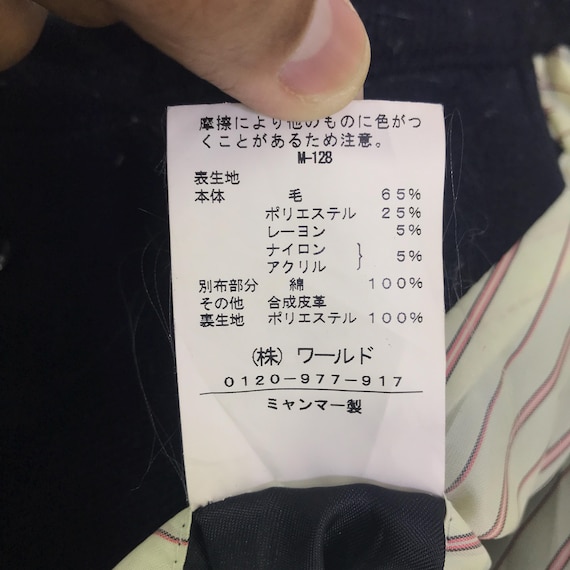 摩擦により他のものに色がつ
くことがあるため注意。
M-128
表生地
本体 毛 65%
ポリエステル 25%
レーヨン 5%
ナイロン
アクリル } 5%
別布部分 綿 100%
その他 合成皮革
裏生地 ポリエステル 100%
(株) ワールド
0120-977-917
ミャンマー製